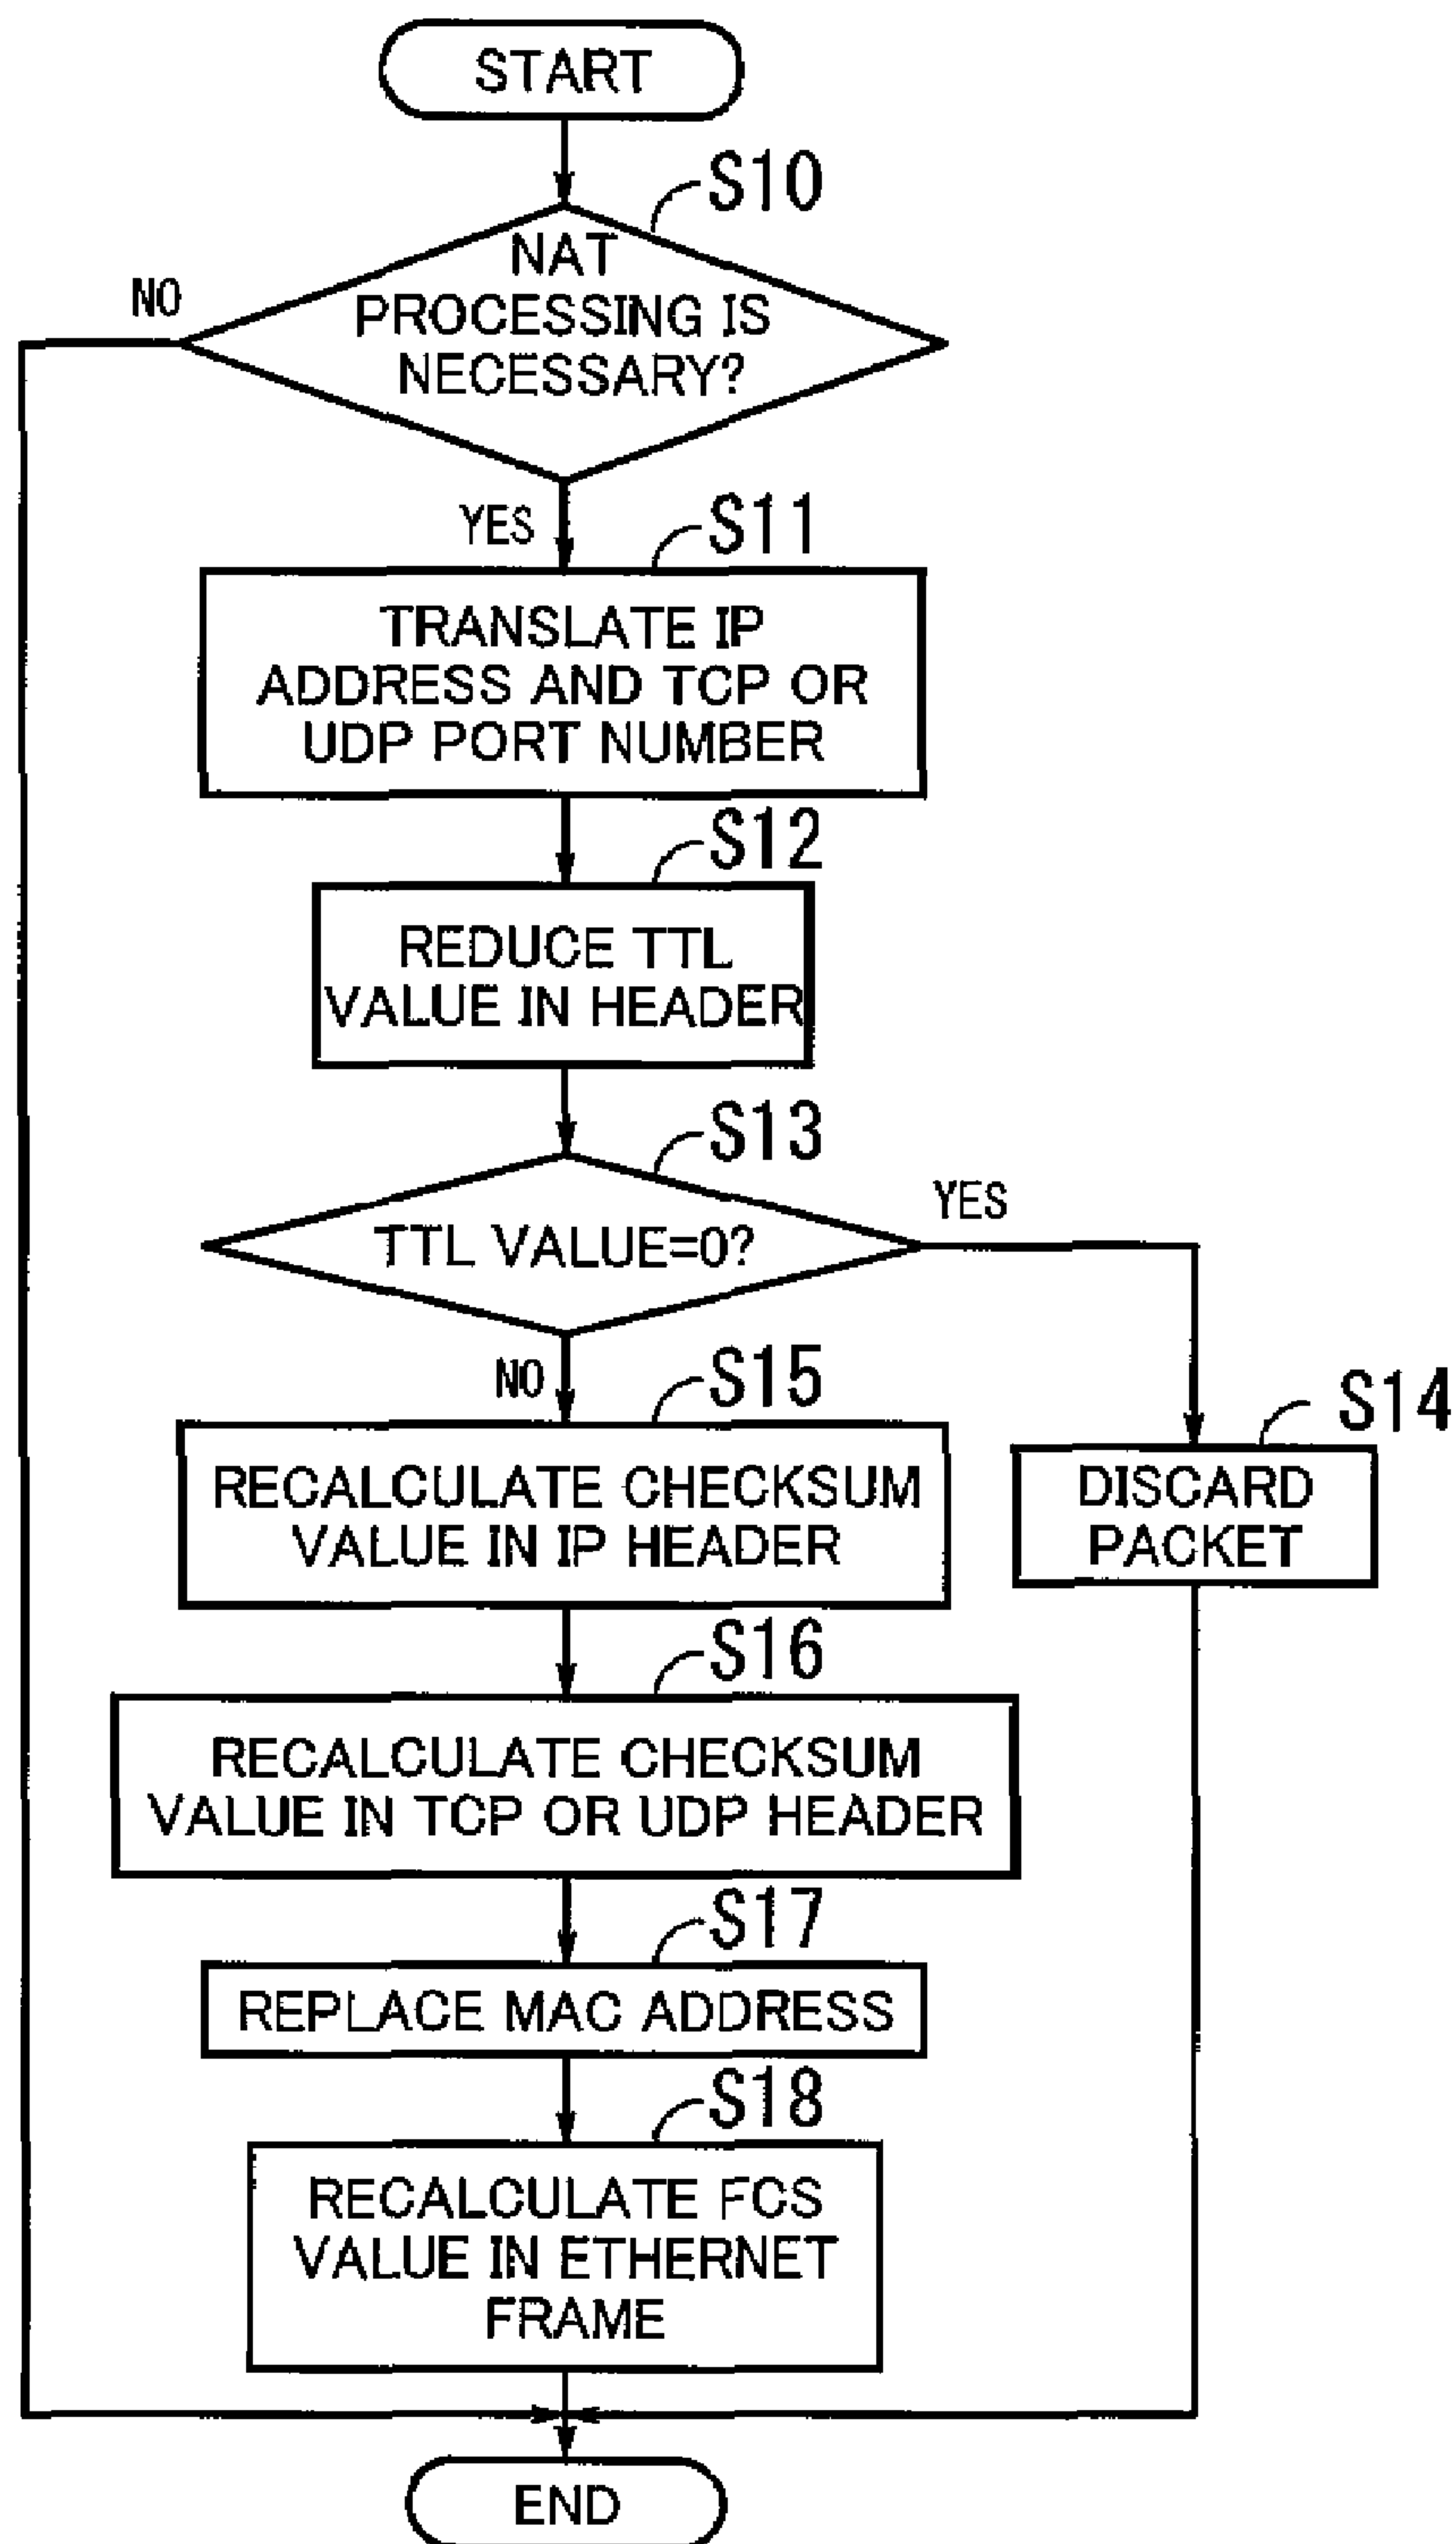 START
S10
NAT
PROCESSING IS
NECESSARY?
NO
YES
S11
TRANSLATE IP
ADDRESS AND TCP OR
UDP PORT NUMBER
S12
REDUCE TTL
VALUE IN HEADER
S13
TTL VALUE=0?
YES
NO
S15
RECALCULATE CHECKSUM
VALUE IN IP HEADER
S14
DISCARD
PACKET
S16
RECALCULATE CHECKSUM
VALUE IN TCP OR UDP HEADER
S17
REPLACE MAC ADDRESS
S18
RECALCULATE FCS
VALUE IN ETHERNET
FRAME
END